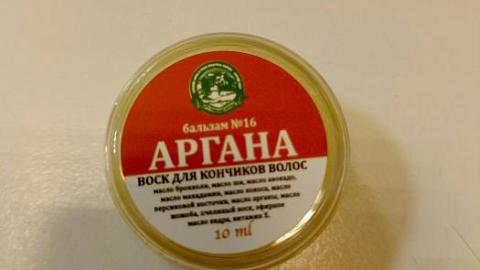 бальзам №16
АРГАНА
ВОСК ДЛЯ КОНЧИКОВ ВОЛОС
масло брокколи, масло ши, масло авокадо,
масло макадамии, масло кокоса, масло
персиковой косточки, масло арганы, масло
жожоба, пчелиный воск, эфирное
масло кедра, витамин Е.
10 ml